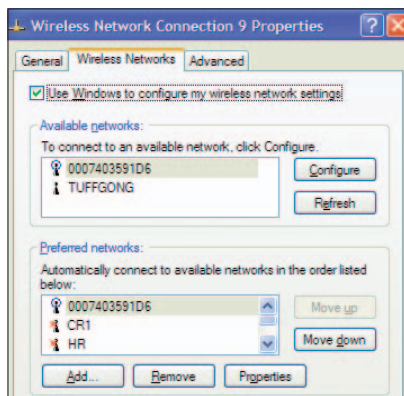 Wireless Network Connection 9 Properties
General Wireless Networks Advanced
Use Windows to configure my wireless network settings
Available networks:
To connect to an available network, click Configure.
0007403591D6
Configure
TUFFGONG
Refresh
Preferred networks:
Automatically connect to available networks in the order listed
below:
0007403591D6
Move up
CR1
HR
Move down
Add... Remove Properties